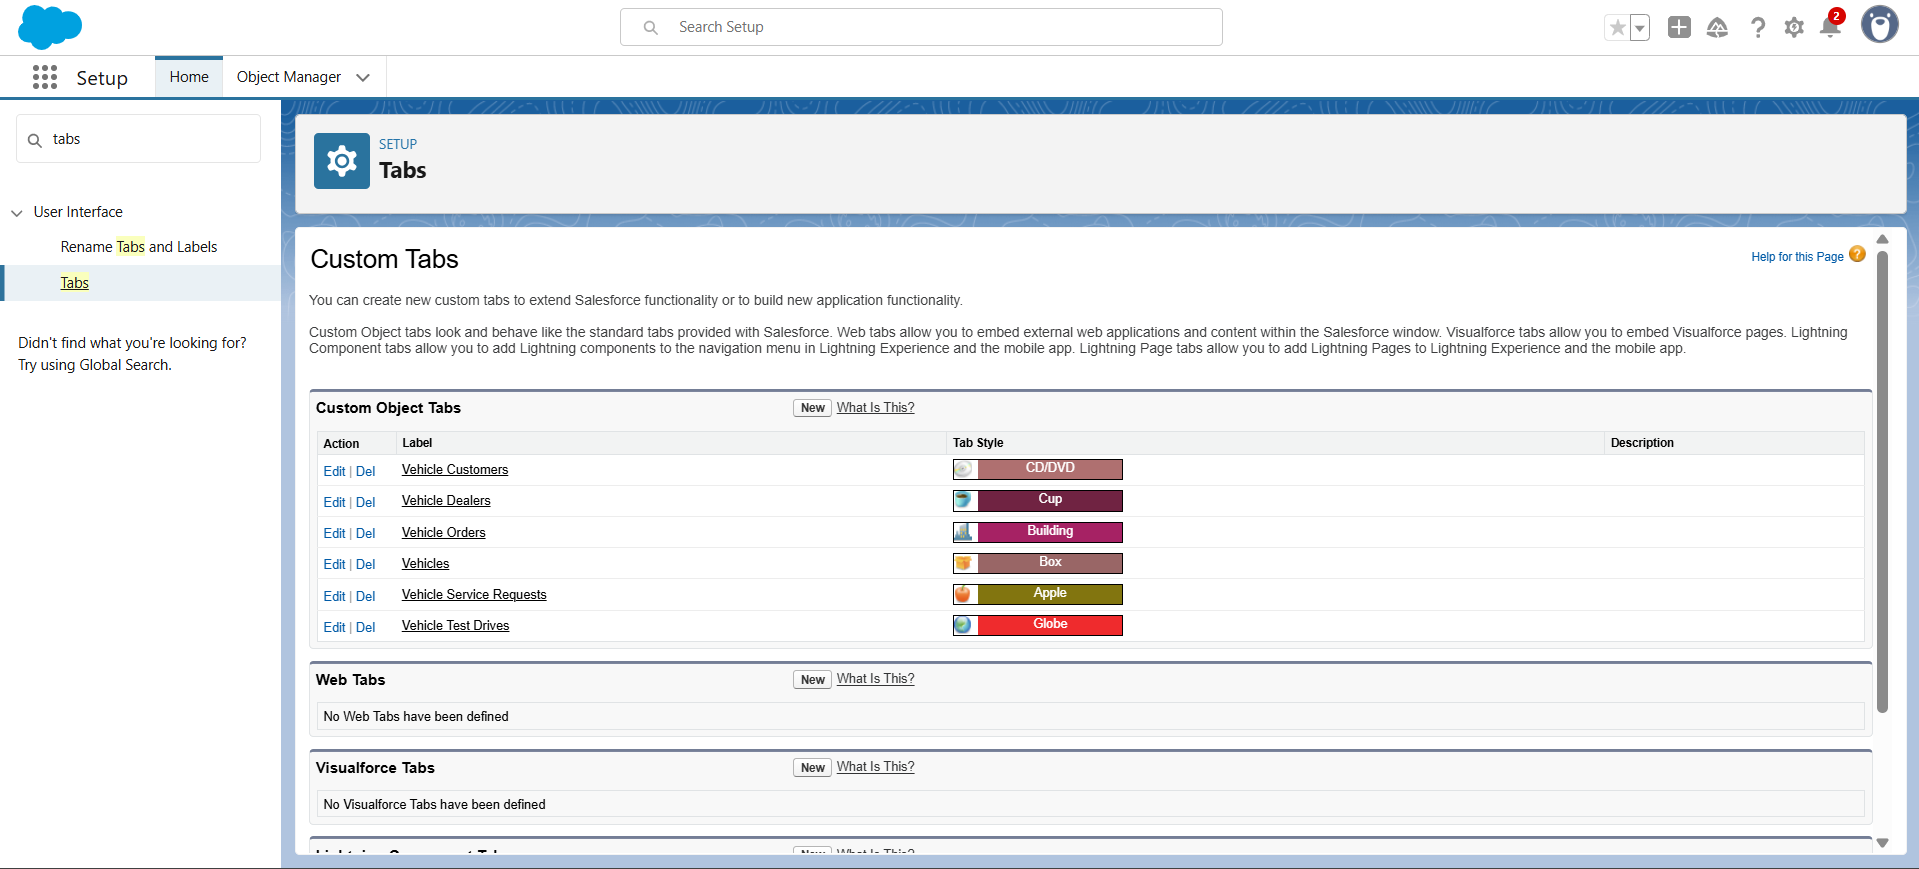 Search Setup
2
Setup
Home
Object Manager
tabs
User Interface
Rename Tabs and Labels
Tabs
Didn't find what you're looking for?
Try using Global Search.
SETUP
Tabs
Custom Tabs
Help for this Page ?
You can create new custom tabs to extend Salesforce functionality or to build new application functionality.
Custom Object tabs look and behave like the standard tabs provided with Salesforce. Web tabs allow you to embed external web applications and content within the Salesforce window. Visualforce tabs allow you to embed Visualforce pages. Lightning
Component tabs allow you to add Lightning components to the navigation menu in Lightning Experience and the mobile app. Lightning Page tabs allow you to add Lightning Pages to Lightning Experience and the mobile app.
Custom Object Tabs New What Is This?
Action Label Tab Style Description
Edit | Del Vehicle Customers CD/DVD
Edit | Del Vehicle Dealers Cup
Edit | Del Vehicle Orders Building
Edit | Del Vehicles Box
Edit | Del Vehicle Service Requests Apple
Edit | Del Vehicle Test Drives Globe
Web Tabs New What Is This?
No Web Tabs have been defined
Visualforce Tabs New What Is This?
No Visualforce Tabs have been defined